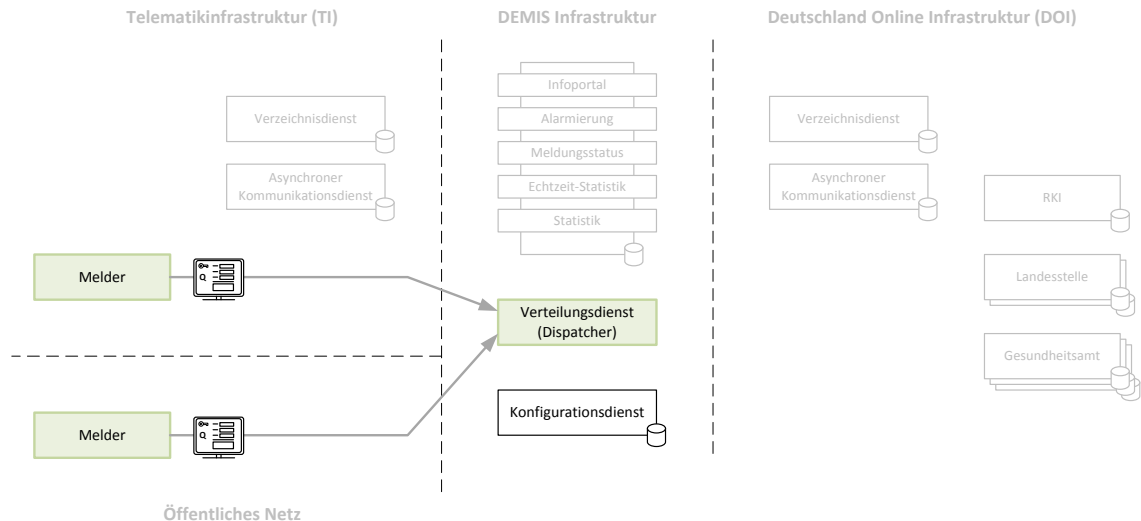 Telematikinfrastruktur (TI)
DEMIS Infrastruktur
Deutschland Online Infrastruktur (DOI)
Infoportal
Alarmierung
Meldungsstatus
Echtzeit-Statistik
Statistik
Verzeichnisdienst
Asynchroner
Kommunikationsdienst
Verzeichnisdienst
Asynchroner
Kommunikationsdienst
RKI
Landesstelle
Gesundheitsamt
Melder
Verteilungsdienst
(Dispatcher)
Konfigurationsdienst
Melder
Öffentliches Netz